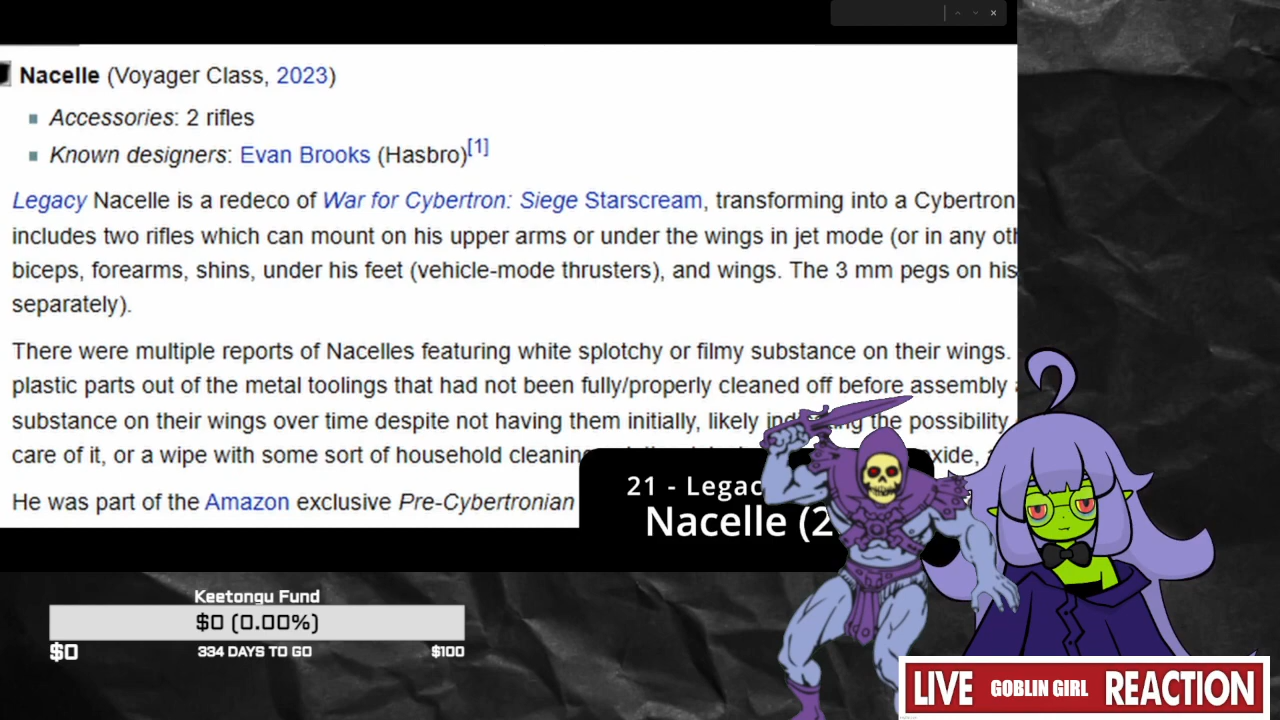 Nacelle (Voyager Class, 2023)
Accessories: 2 rifles
Known designers: Evan Brooks (Hasbro)[1]
Legacy Nacelle is a redeco of War for Cybertron: Siege Starscream, transforming into a Cybertron
includes two rifles which can mount on his upper arms or under the wings in jet mode (or in any oth
biceps, forearms, shins, under his feet (vehicle-mode thrusters), and wings. The 3 mm pegs on his
separately).
There were multiple reports of Nacelles featuring white splotchy or filmy substance on their wings.
plastic parts out of the metal toolings that had not been fully/properly cleaned off before assembly
substance on their wings over time despite not having them initially, likely the possibility
care of it, or a wipe with some sort of household cleaning
He was part of the Amazon exclusive Pre-Cybertronian
21 - Legac
Nacelle (2
Keetongu Fund
$0 (0.00%)
$0 334 DAYS TO GO $100
LIVE GOBLIN GIRL REACTION